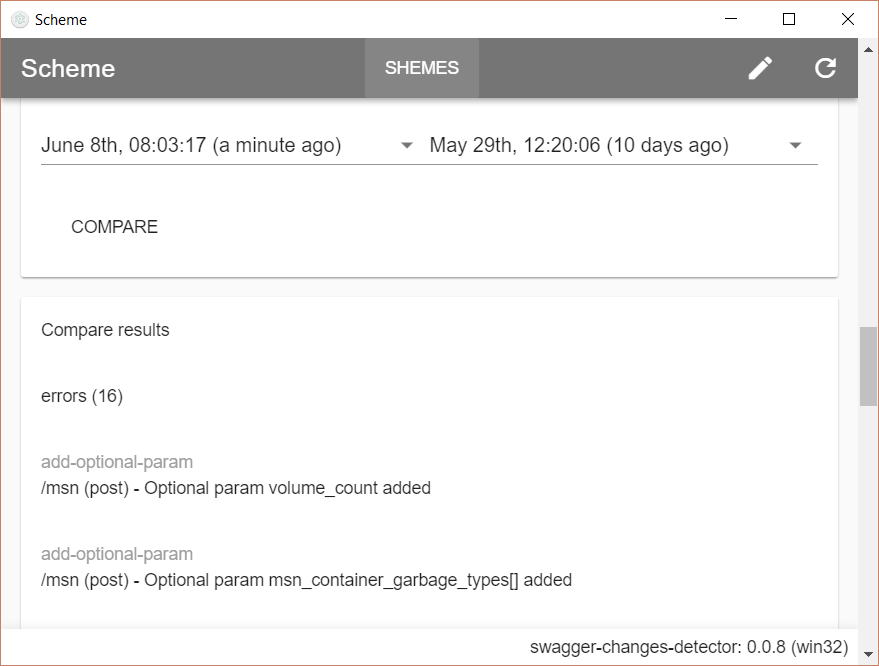 Scheme
Scheme SHEMES
June 8th, 08:03:17 (a minute ago) May 29th, 12:20:06 (10 days ago)
COMPARE
Compare results
errors (16)
add-optional-param
/msn (post) - Optional param volume_count added
add-optional-param
/msn (post) - Optional param msn_container_garbage_types[] added
swagger-changes-detector: 0.0.8 (win32)